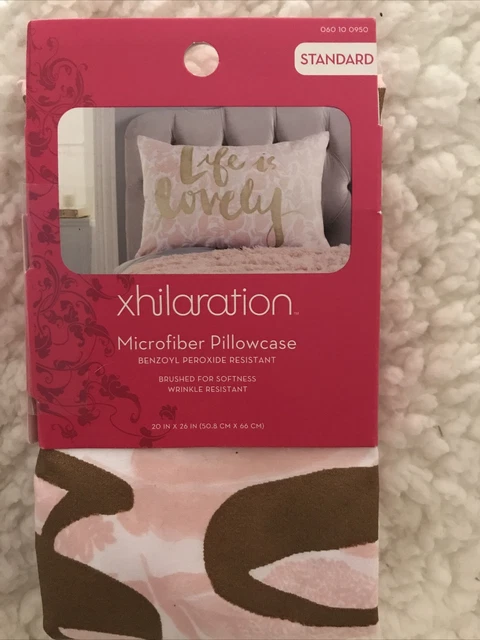 060 10 0950
STANDARD
Life is
lovely
xhilaration™
Microfiber Pillowcase
BENZOYL PEROXIDE RESISTANT
BRUSHED FOR SOFTNESS
WRINKLE RESISTANT
20 IN X 26 IN (50.8 CM X 66 CM)